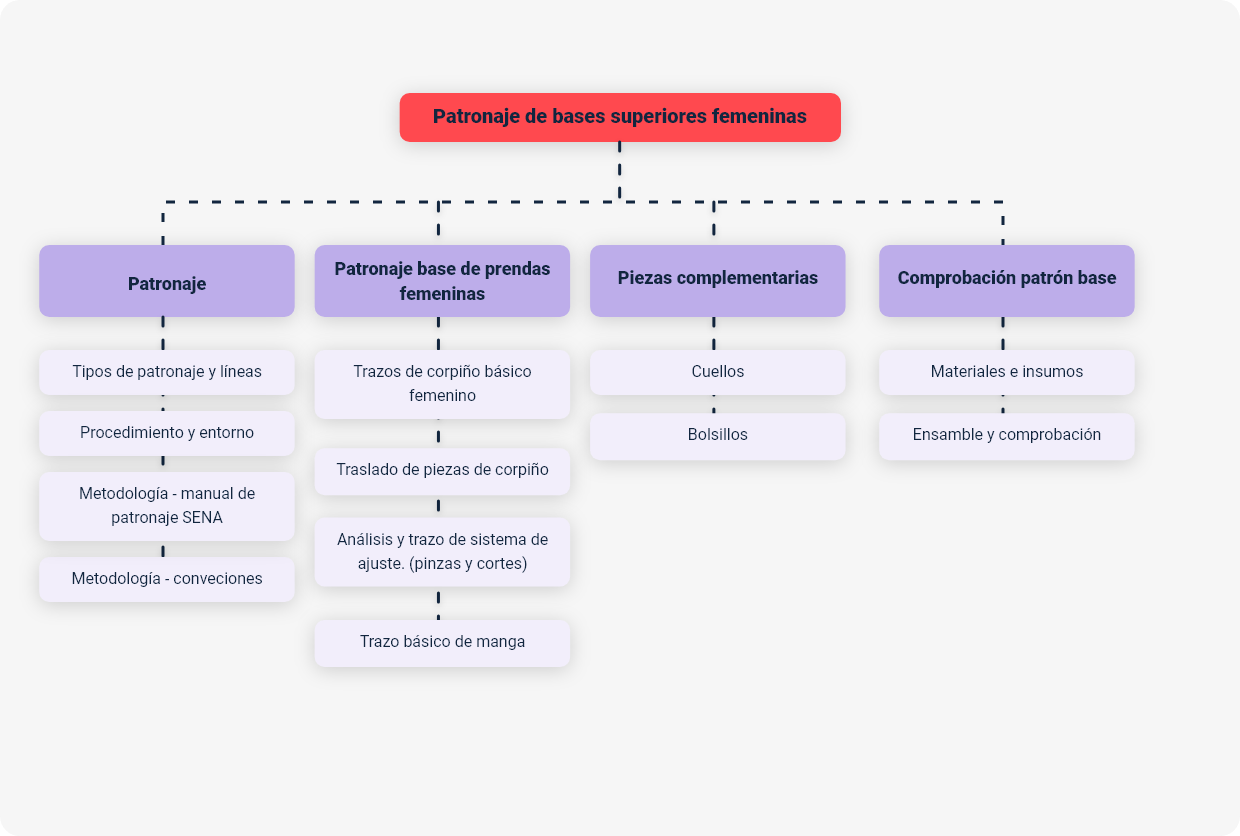 Patronaje de bases superiores femeninas
Patronaje
Tipos de patronaje y líneas
Procedimiento y entorno
Metodología - manual de
patronaje SENA
Metodología - conveciones
Patronaje base de prendas
femeninas
Trazos de corpiño básico
femenino
Traslado de piezas de corpiño
Análisis y trazo de sistema de
ajuste. (pinzas y cortes)
Trazo básico de manga
Piezas complementarias
Cuellos
Bolsillos
Comprobación patrón base
Materiales e insumos
Ensamble y comprobación